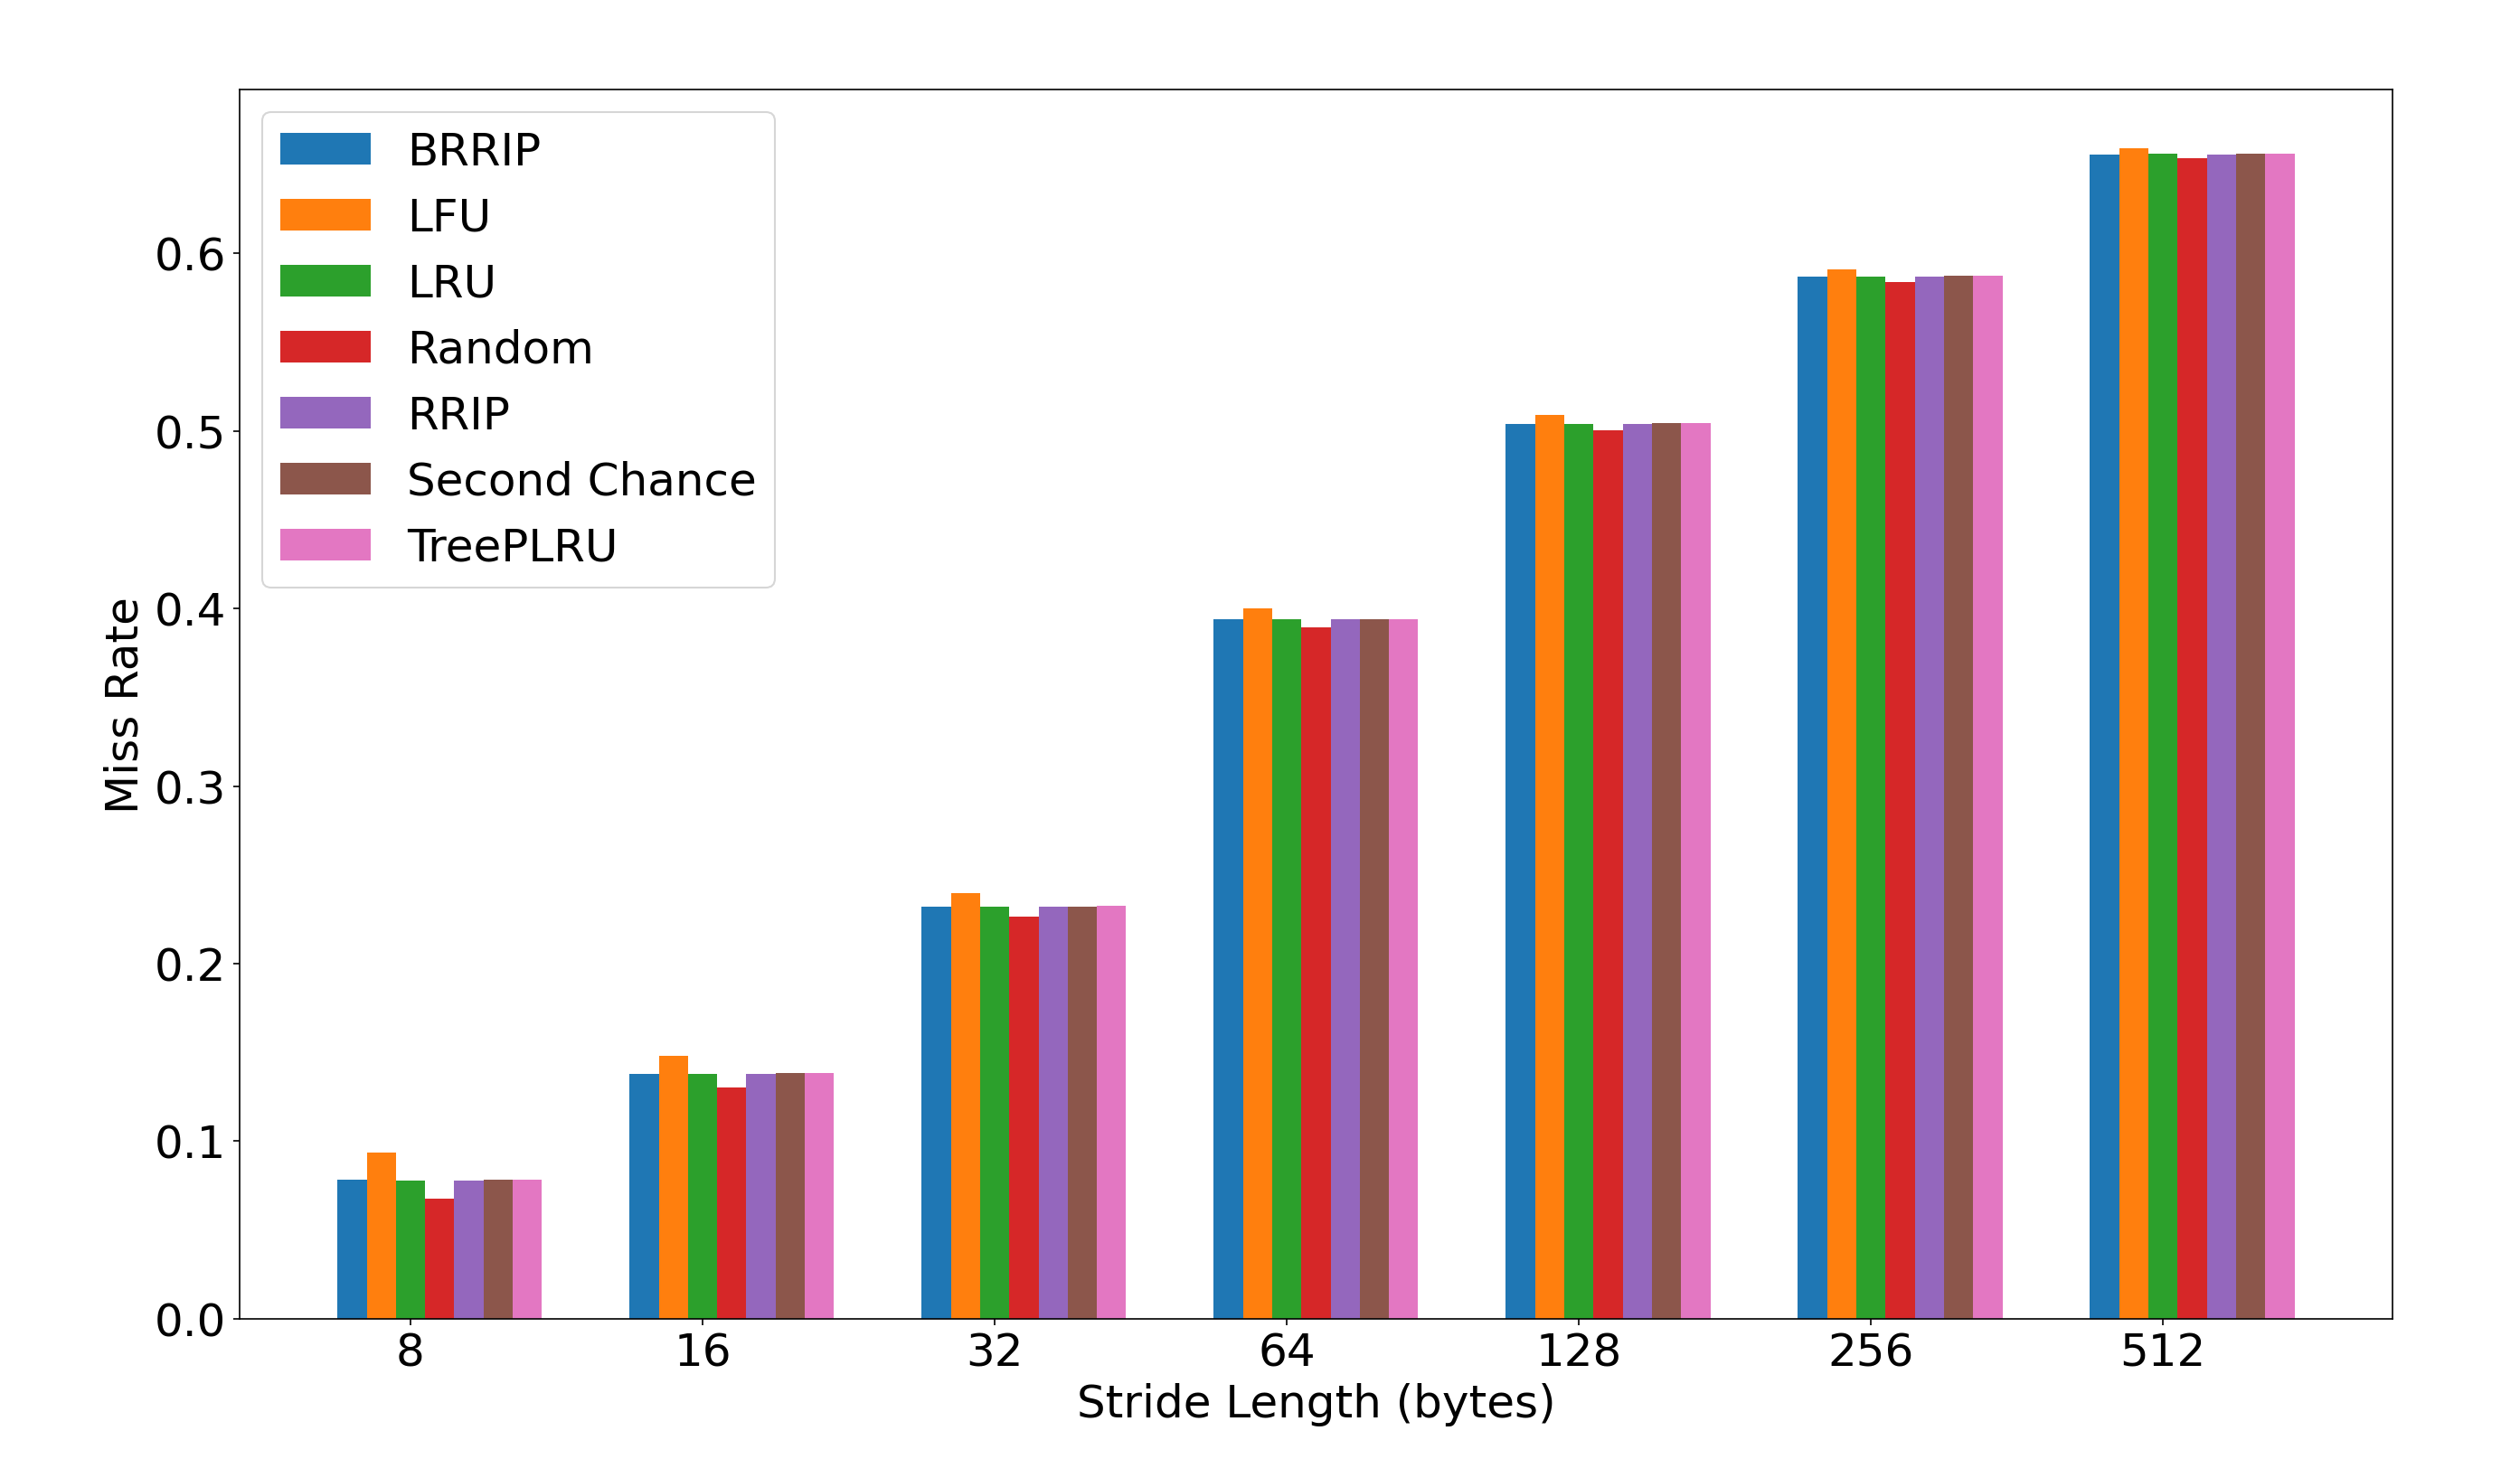 BRRIP
LFU
LRU
Random
RRIP
Second Chance
TreePLRU
Miss Rate
0.6
0.5
0.4
0.3
0.2
0.1
0.0
8 16 32 64 128 256 512
Stride Length (bytes)